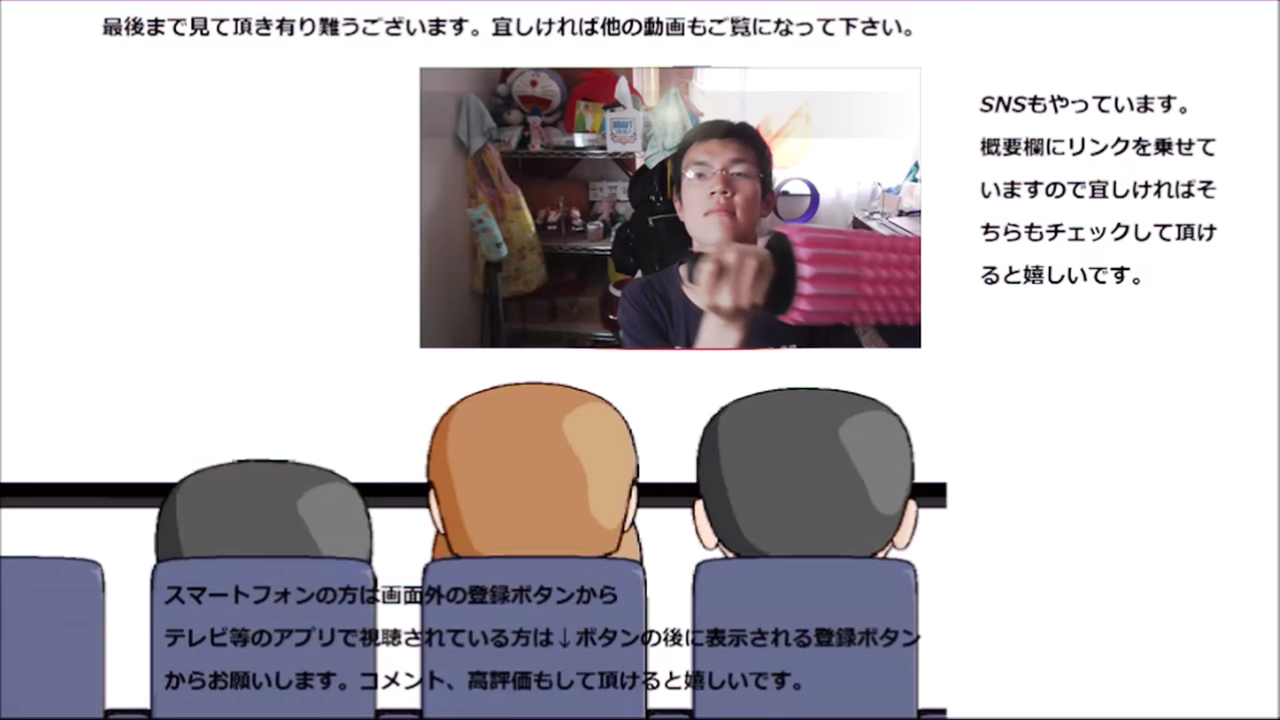 最後まで見て頂き有り難うございます。宜しければ他の動画もご覧になって下さい。
SNSもやっています。
概要欄にリンクを乗せて
いますので宜しければそ
ちらもチェックして頂け
ると嬉しいです。
スマートフォンの方は画面外の登録ボタンから
テレビ等のアプリで視聴されている方は↓ボタンの後に表示される登録ボタン
からお願いします。コメント、高評価もして頂けると嬉しいです。